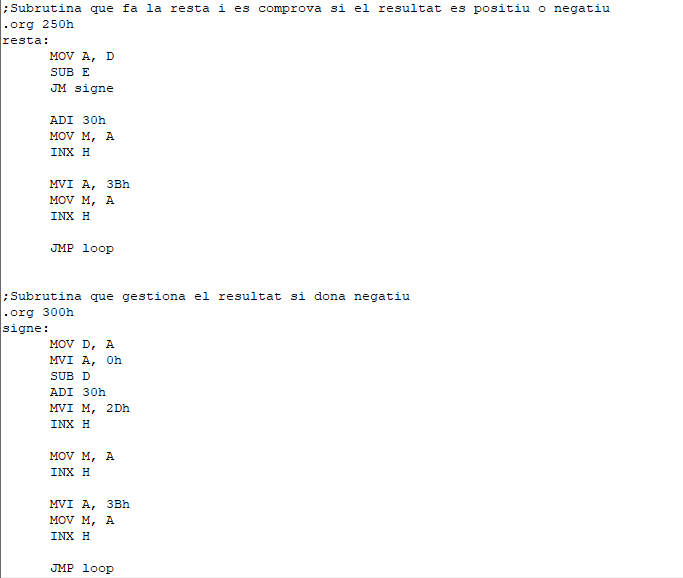 ;Subrutina que fa la resta i es comprova si el resultat es positiu o negatiu
.org 250h
resta:
MOV A, D
SUB E
JM signe
ADI 30h
MOV M, A
INX H
MVI A, 3Bh
MOV M, A
INX H
JMP loop
;Subrutina que gestiona el resultat si dona negatiu
.org 300h
signe:
MOV D, A
MVI A, 0h
SUB D
ADI 30h
MVI M, 2Dh
INX H
MOV M, A
INX H
MVI A, 3Bh
MOV M, A
INX H
JMP loop